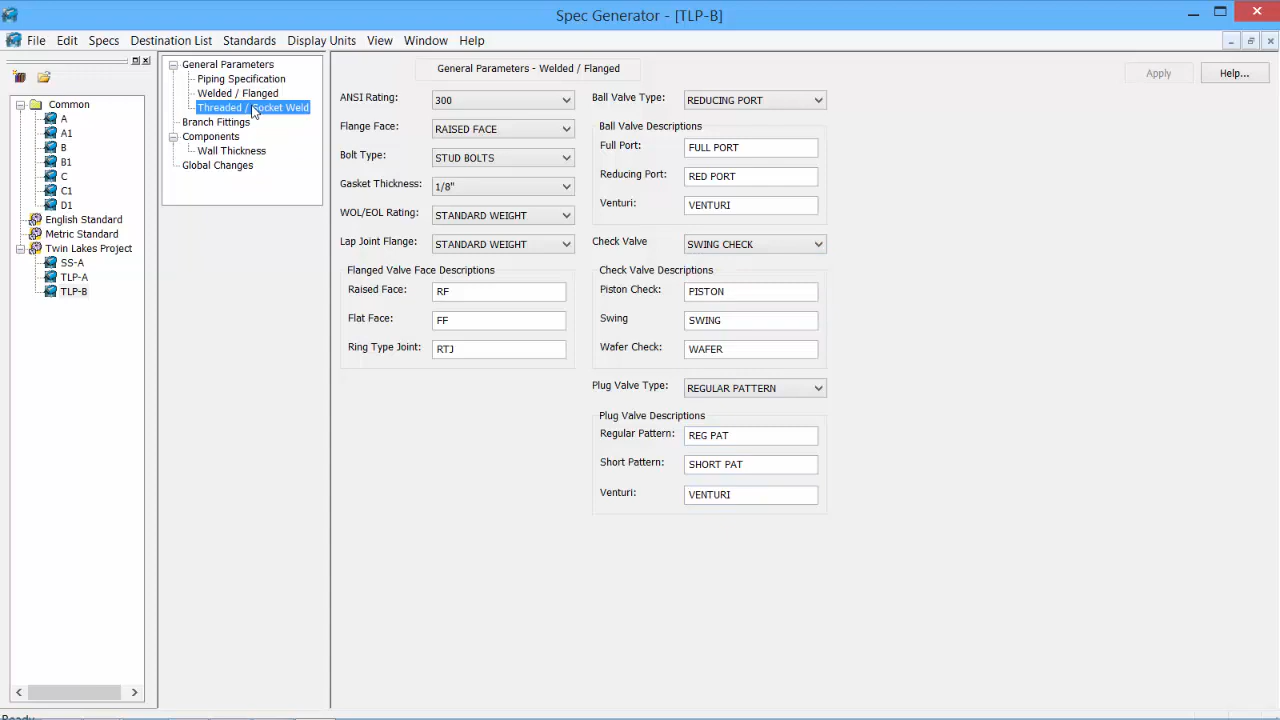 Spec Generator - [TLP-B]
File Edit Specs Destination List Standards Display Units View Window Help
Common
A
A1
B
B1
C
C1
D1
English Standard
Metric Standard
Twin Lakes Project
SS-A
TLP-A
TLP-B
General Parameters
Piping Specification
Welded / Flanged
Threaded / Socket Weld
Branch Fittings
Components
Wall Thickness
Global Changes
General Parameters - Welded / Flanged
Apply
Help...
ANSI Rating: 300
Flange Face: RAISED FACE
Bolt Type: STUD BOLTS
Gasket Thickness: 1/8"
WOL/EOL Rating: STANDARD WEIGHT
Lap Joint Flange: STANDARD WEIGHT
Flanged Valve Face Descriptions
Raised Face: RF
Flat Face: FF
Ring Type Joint: RTJ
Ball Valve Type: REDUCING PORT
Ball Valve Descriptions
Full Port: FULL PORT
Reducing Port: RED PORT
Venturi: VENTURI
Check Valve SWING CHECK
Check Valve Descriptions
Piston Check: PISTON
Swing SWING
Wafer Check: WAFER
Plug Valve Type: REGULAR PATTERN
Plug Valve Descriptions
Regular Pattern: REG PAT
Short Pattern: SHORT PAT
Venturi: VENTURI
Ready